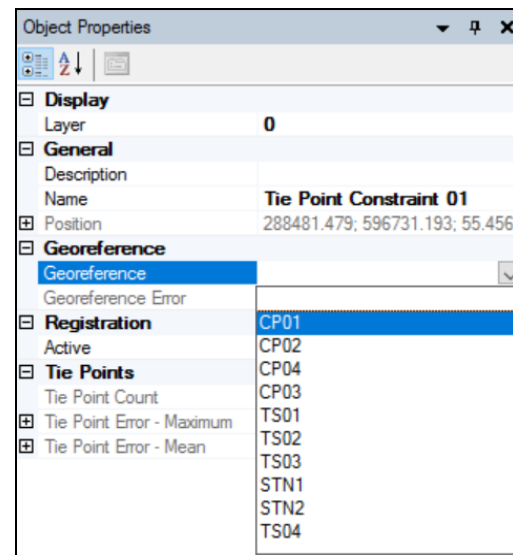 Object Properties
Display
Layer 0
General
Description
Name Tie Point Constraint 01
Position 288481.479; 596731.193; 55.456
Georeference
Georeference
Georeference Error
Registration
Active
Tie Points
Tie Point Count
Tie Point Error - Maximum
Tie Point Error - Mean
CP01
CP02
CP04
CP03
TS01
TS02
TS03
STN1
STN2
TS04